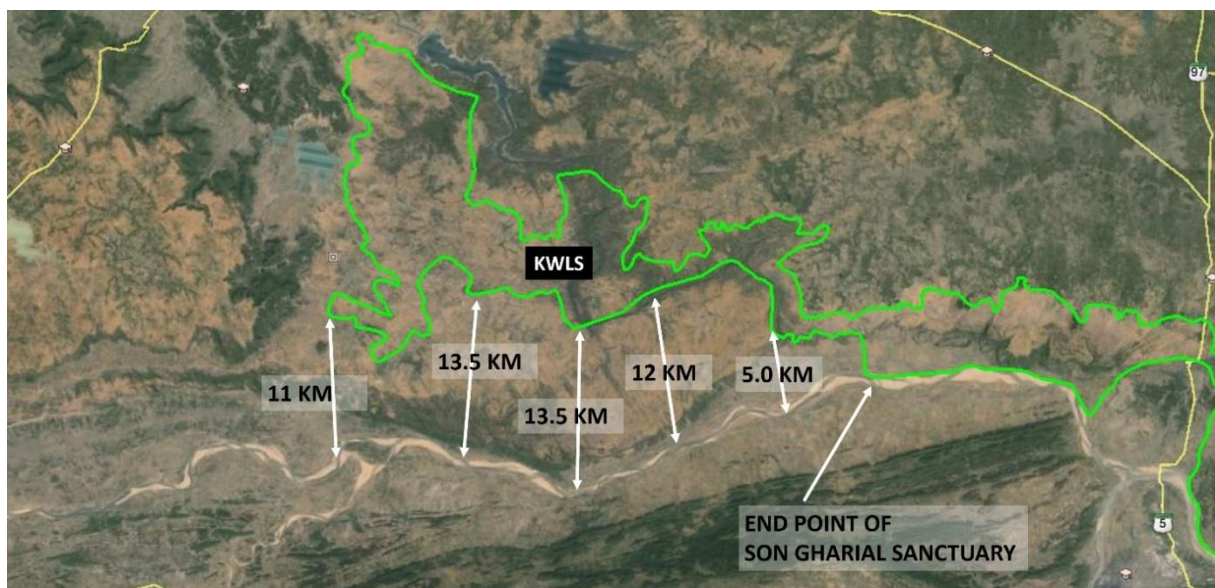 97
KWLS
13.5 KM
12 KM
5.0 KM
11 KM
13.5 KM
END POINT OF
SON GHARIAL SANCTUARY
5